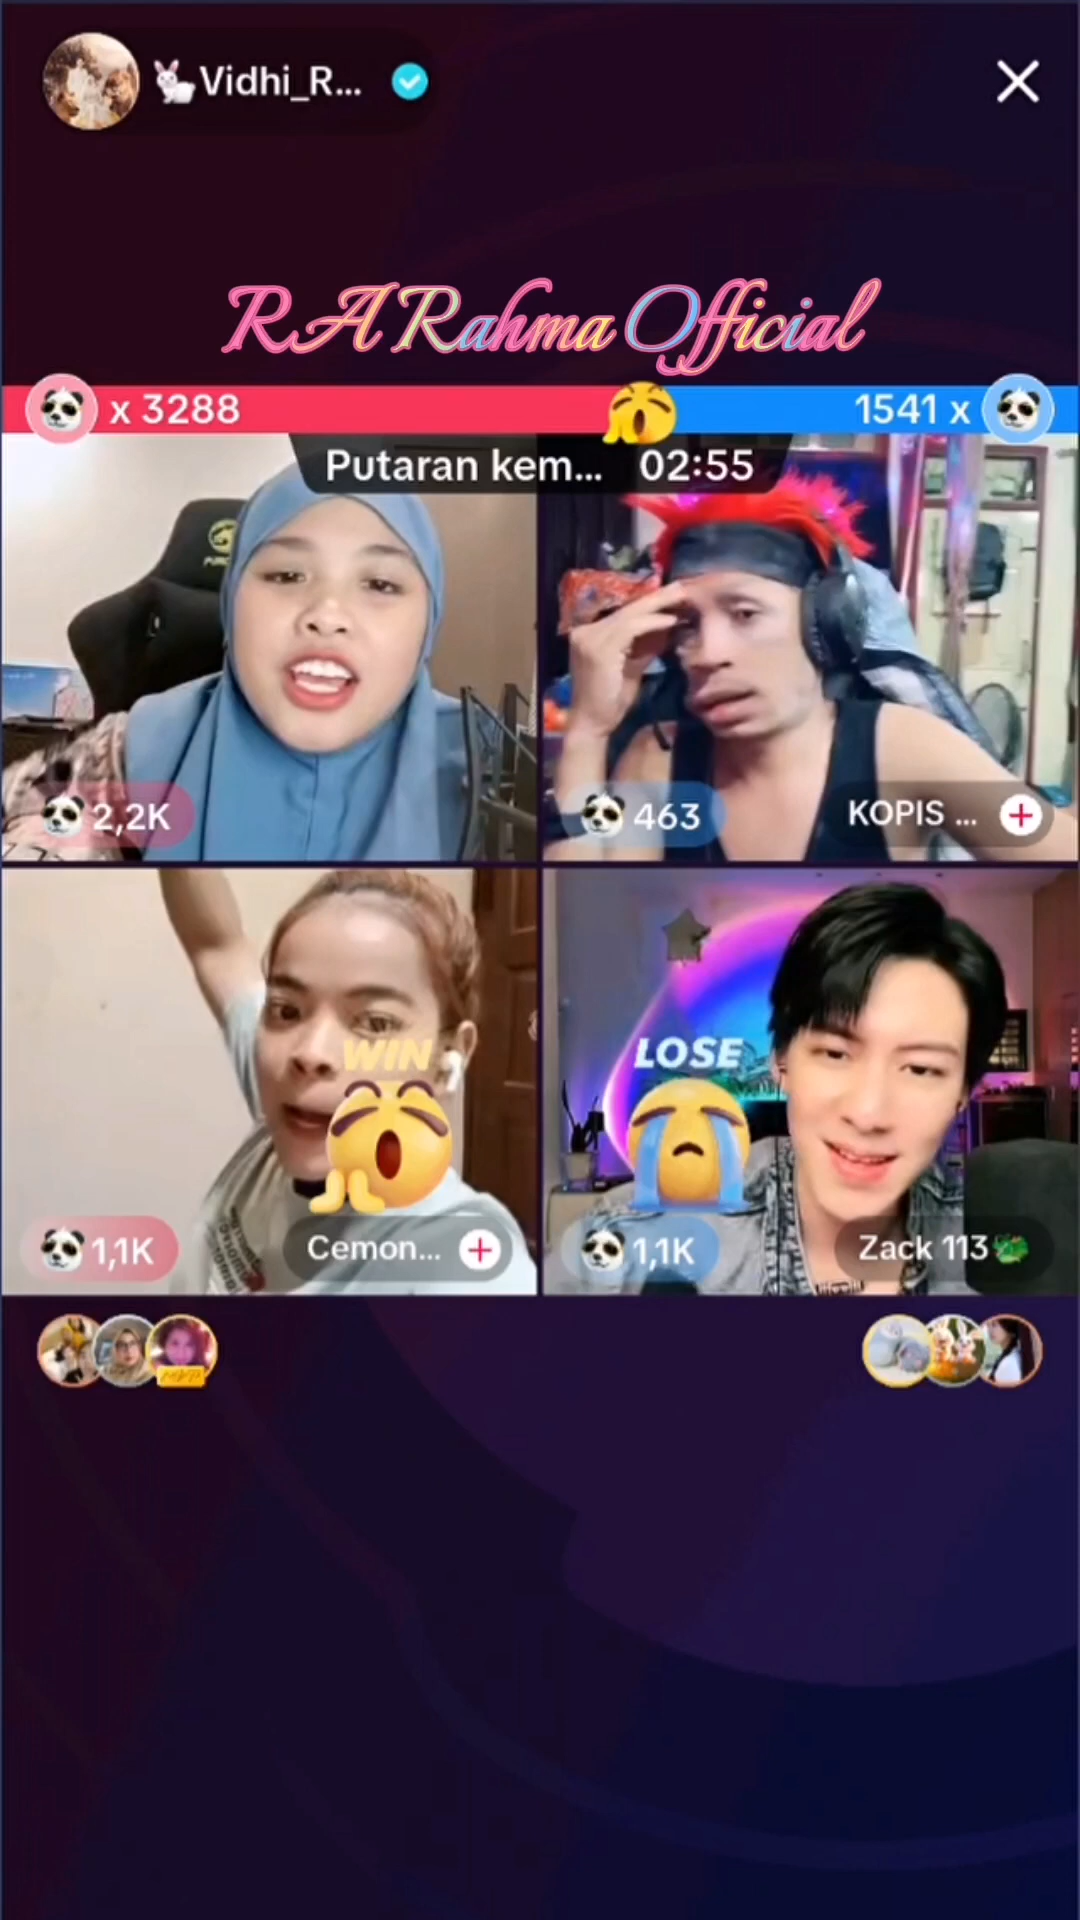 Vidhi_R...
RA Rahma Official
x 3288
1541 x
Putaran kem... 02:55
2,2K
463
KOPIS ...
WIN
LOSE
1,1K
Cemon...
1,1K
Zack 113